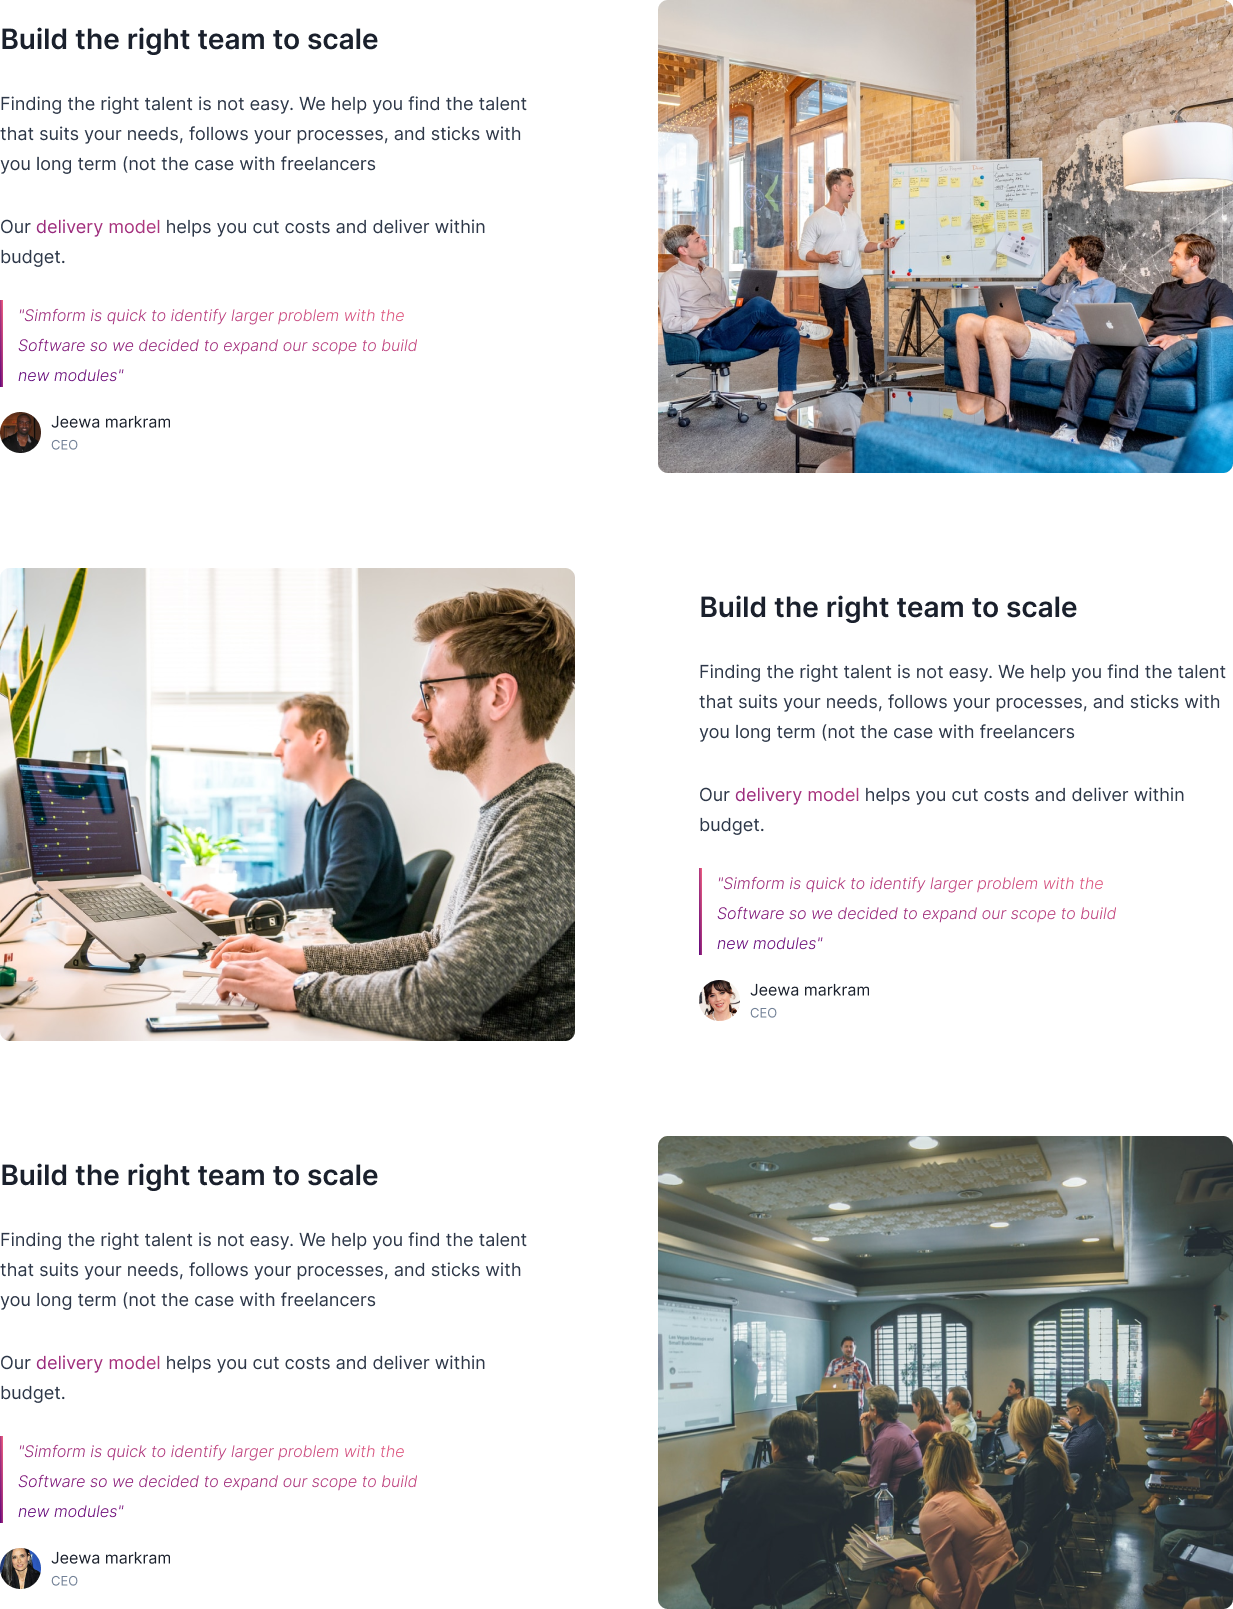 Build the right team to scale
Finding the right talent is not easy. We help you find the talent
that suits your needs, follows your processes, and sticks with
you long term (not the case with freelancers
Our delivery model helps you cut costs and deliver within
budget.
"Simform is quick to identify larger problem with the
Software so we decided to expand our scope to build
new modules"
Jeewa markram
CEO
Build the right team to scale
Finding the right talent is not easy. We help you find the talent
that suits your needs, follows your processes, and sticks with
you long term (not the case with freelancers
Our delivery model helps you cut costs and deliver within
budget.
"Simform is quick to identify larger problem with the
Software so we decided to expand our scope to build
new modules"
Jeewa markram
CEO
Build the right team to scale
Finding the right talent is not easy. We help you find the talent
that suits your needs, follows your processes, and sticks with
you long term (not the case with freelancers
Our delivery model helps you cut costs and deliver within
budget.
"Simform is quick to identify larger problem with the
Software so we decided to expand our scope to build
new modules"
Jeewa markram
CEO
Las Vegas Startups and
Small Businesses